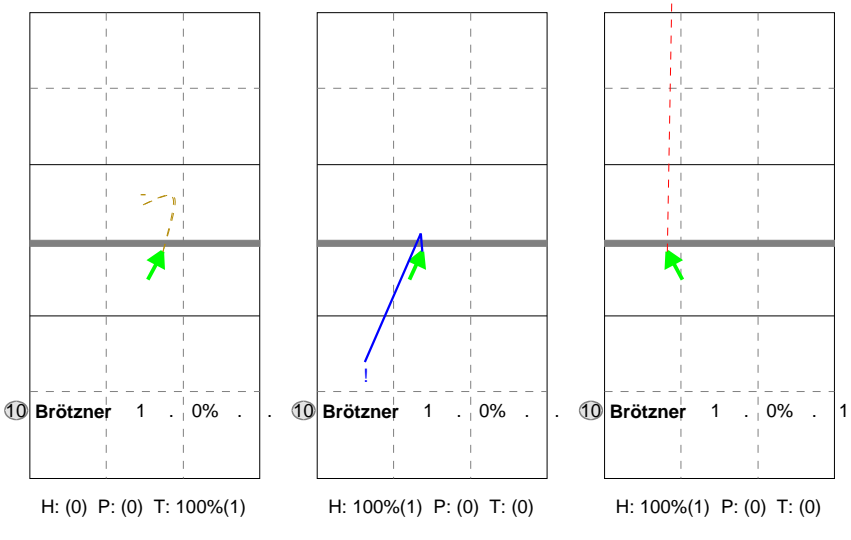 !
10 Brötzner 1 . 0% . . 10 Brötzner 1 . 0% . . 10 Brötzner 1 . 0% . 1
H: (0) P: (0) T: 100%(1) H: 100%(1) P: (0) T: (0) H: 100%(1) P: (0) T: (0)